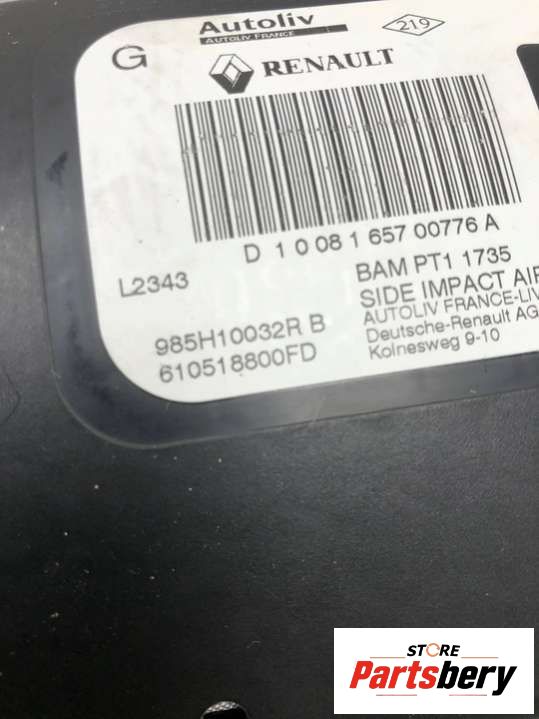 Autoliv
AUTOLIV FRANCE
219
G
RENAULT
D 1 0 08 1 657 00776 A
L2343
BAM PT1 1735
SIDE IMPACT AIR
985H10032R B
AUTOLIV FRANCE-LIV
610518800FD
Deutsche-Renault AG
Kolnesweg 9-10
STORE
Partsbery